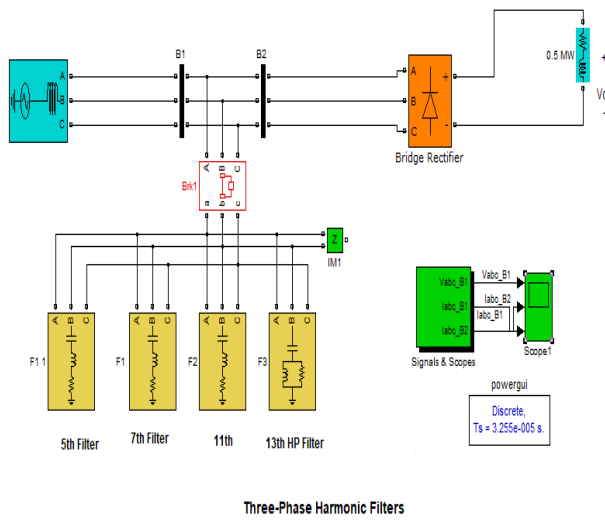 B1
B2
0.5 MW
A
B
C
A
B
C
+
-
+
Vd
-
Bridge Rectifier
A
B
C
Brk1
a
b
c
Z
IM1
A
B
C
A
B
C
A
B
C
A
B
C
F1 1
F1
F2
F3
5th Filter
7th Filter
11th
13th HP Filter
Vabc_B1
Iabc_B1
Iabc_B2
Vabc_B1
Iabc_B2
Iabc_B1
Signals & Scopes
Scope1
powergui
Discrete,
Ts = 3.255e-005 s.
Three-Phase Harmonic Filters